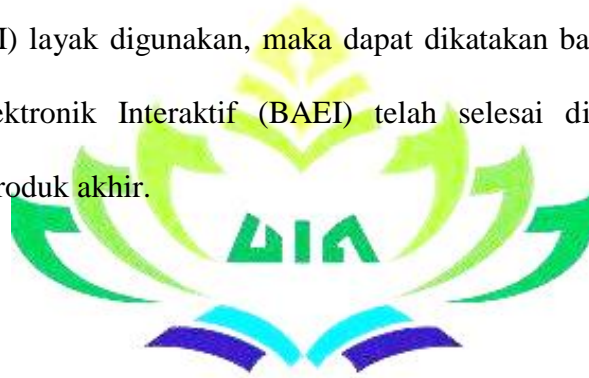 I) layak digunakan, maka dapat dikatakan ba
ektronik Interaktif (BAEI) telah selesai di
roduk akhir.
UIN